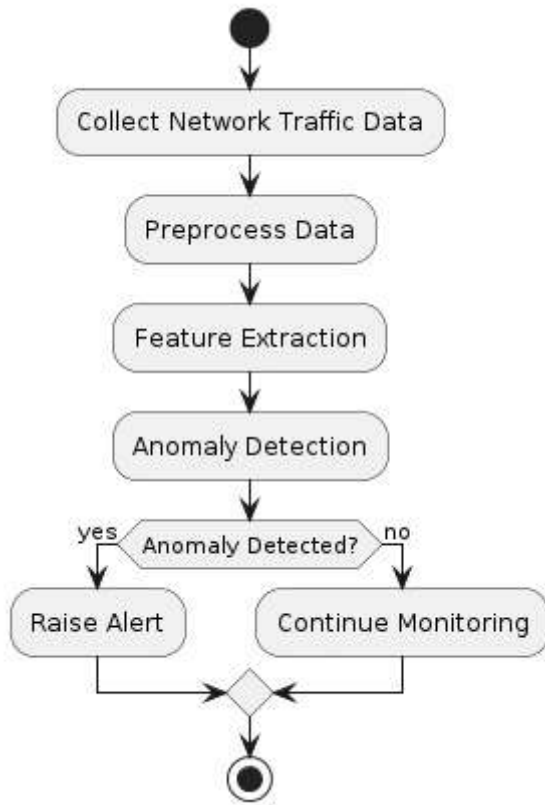 Collect Network Traffic Data
Preprocess Data
Feature Extraction
Anomaly Detection
Anomaly Detected?
yes
no
Raise Alert
Continue Monitoring